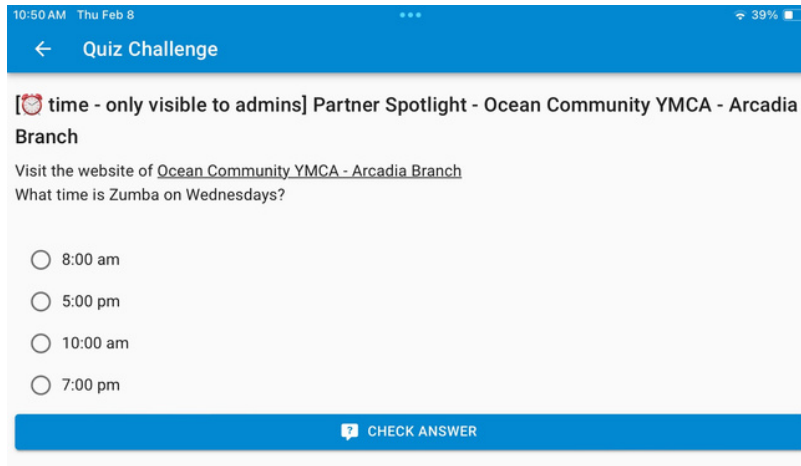 10:50 AM Thu Feb 8 39%
Quiz Challenge
[⏰ time - only visible to admins] Partner Spotlight - Ocean Community YMCA - Arcadia
Branch
Visit the website of Ocean Community YMCA - Arcadia Branch
What time is Zumba on Wednesdays?
8:00 am
5:00 pm
10:00 am
7:00 pm
CHECK ANSWER